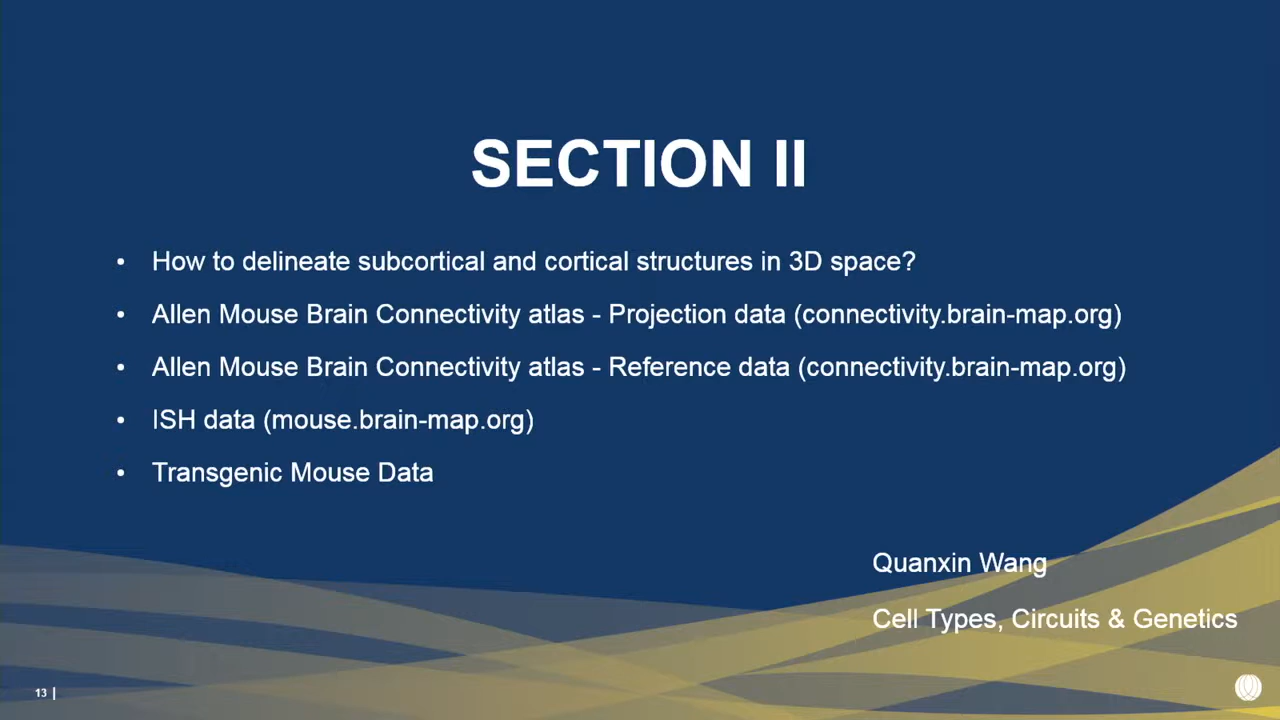 SECTION II
• How to delineate subcortical and cortical structures in 3D space?
• Allen Mouse Brain Connectivity atlas - Projection data (connectivity.brain-map.org)
• Allen Mouse Brain Connectivity atlas - Reference data (connectivity.brain-map.org)
• ISH data (mouse.brain-map.org)
• Transgenic Mouse Data
Quanxin Wang
Cell Types, Circuits & Genetics
13 |